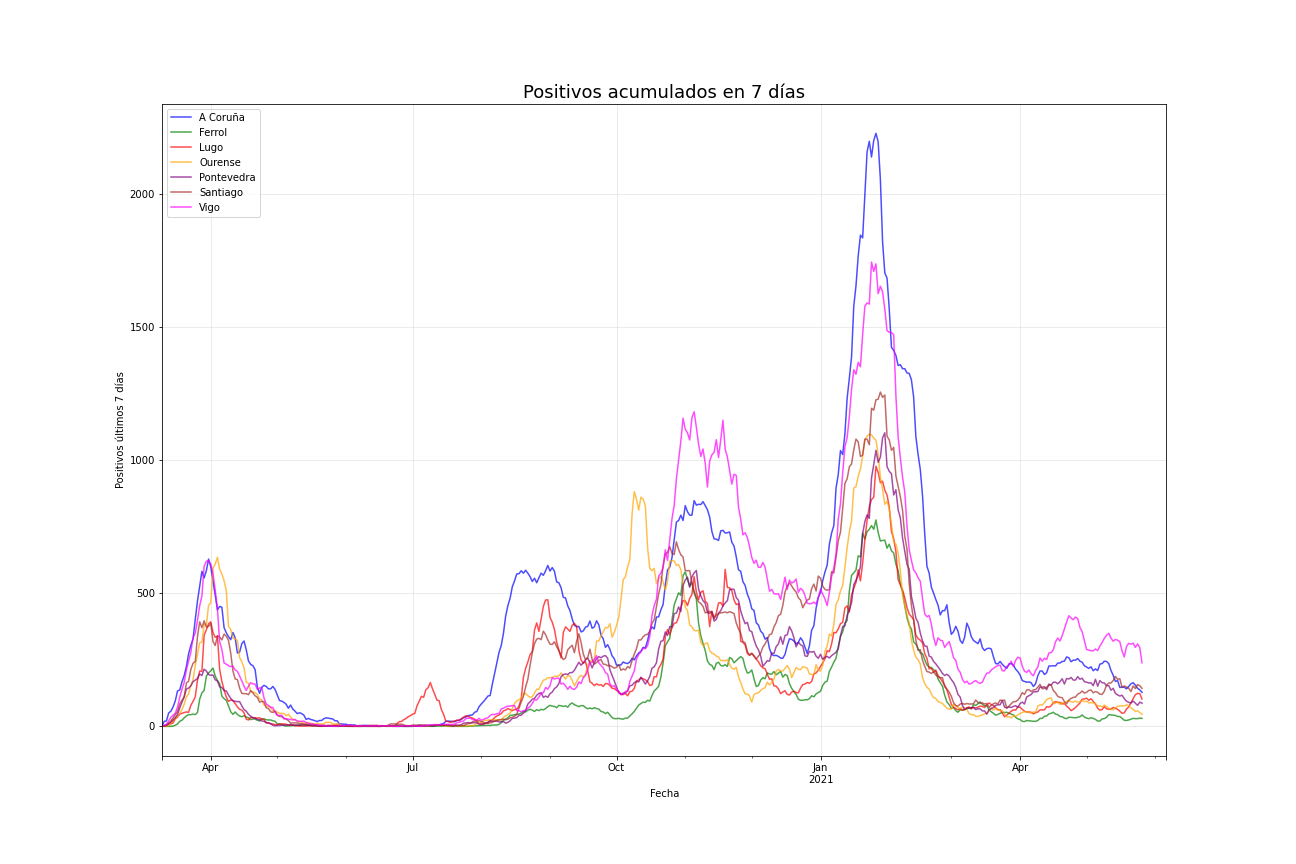 Positivos acumulados en 7 días
A Coruña
Ferrol
Lugo
Ourense
Pontevedra
Santiago
Vigo
Positivos últimos 7 días
2000
1500
1000
500
0
Apr
Jul
Oct
Jan
2021
Apr
Fecha